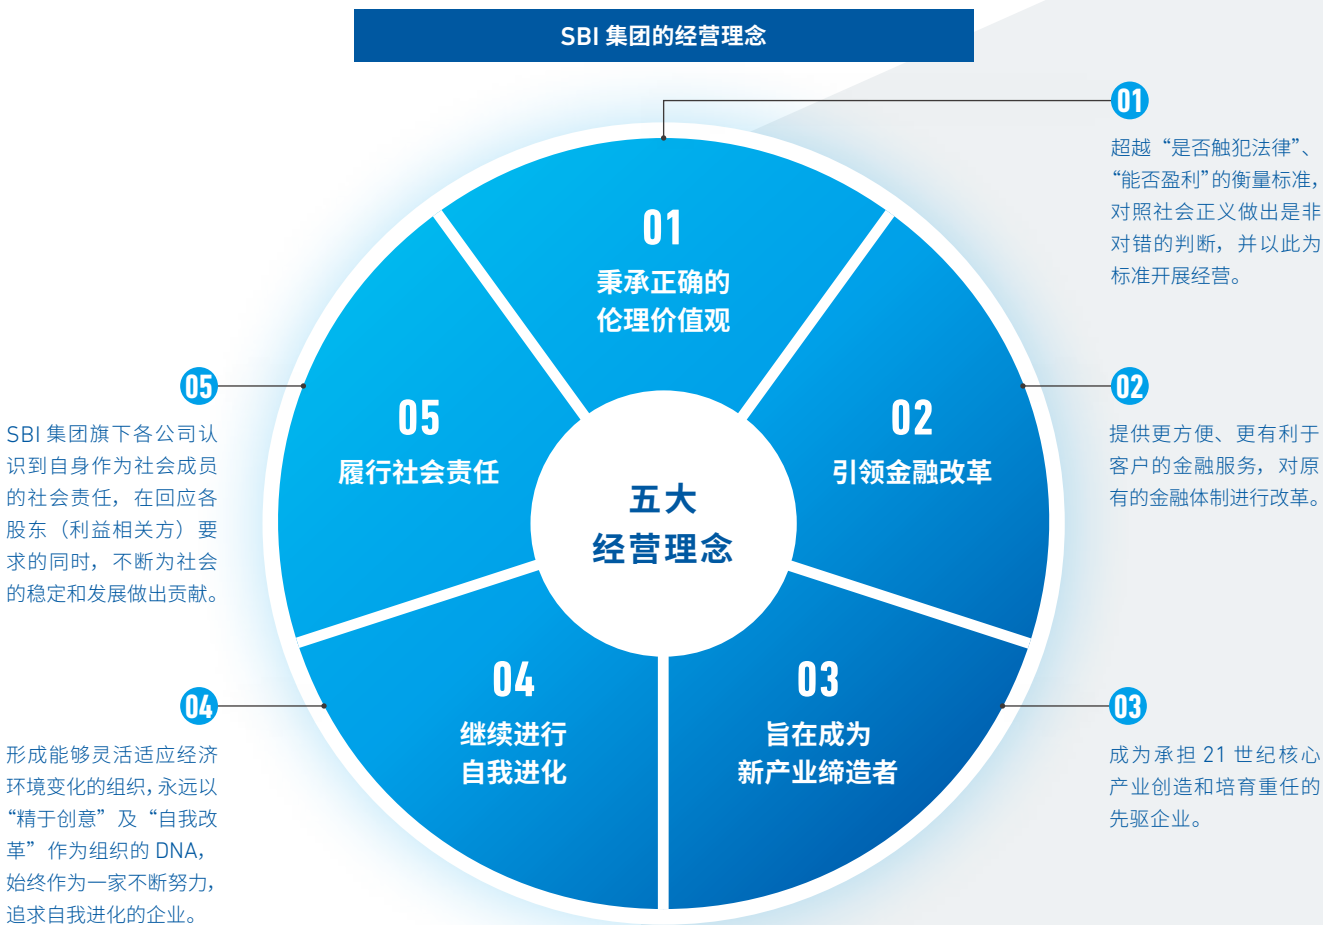 SBI 集团的经营理念
01
秉承正确的
伦理价值观
02
引领金融改革
03
旨在成为
新产业缔造者
04
继续进行
自我进化
05
履行社会责任
五大
经营理念
01
超越“是否触犯法律”、
“能否盈利”的衡量标准，
对照社会正义做出是非
对错的判断，并以此为
标准开展经营。
02
提供更方便、更有利于
客户的金融服务，对原
有的金融体制进行改革。
03
成为承担 21 世纪核心
产业创造和培育重任的
先驱企业。
04
形成能够灵活适应经济
环境变化的组织，永远以
“精于创意”及“自我改
革”作为组织的 DNA，
始终作为一家不断努力，
追求自我进化的企业。
05
SBI 集团旗下各公司认
识到自身作为社会成员
的社会责任，在回应各
股东（利益相关方）要
求的同时，不断为社会
的稳定和发展做出贡献。